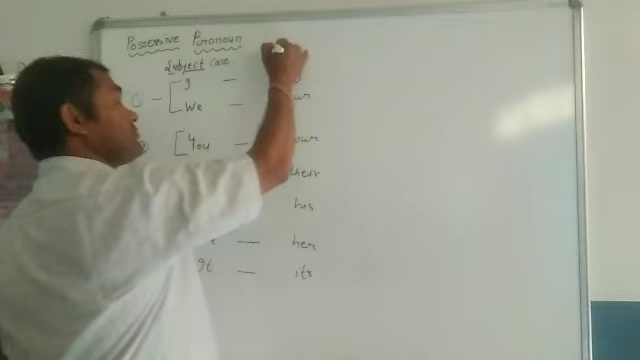 Possessive Pronoun
Subject Case
I —
We — our
You — your
their
his
— her
It — its